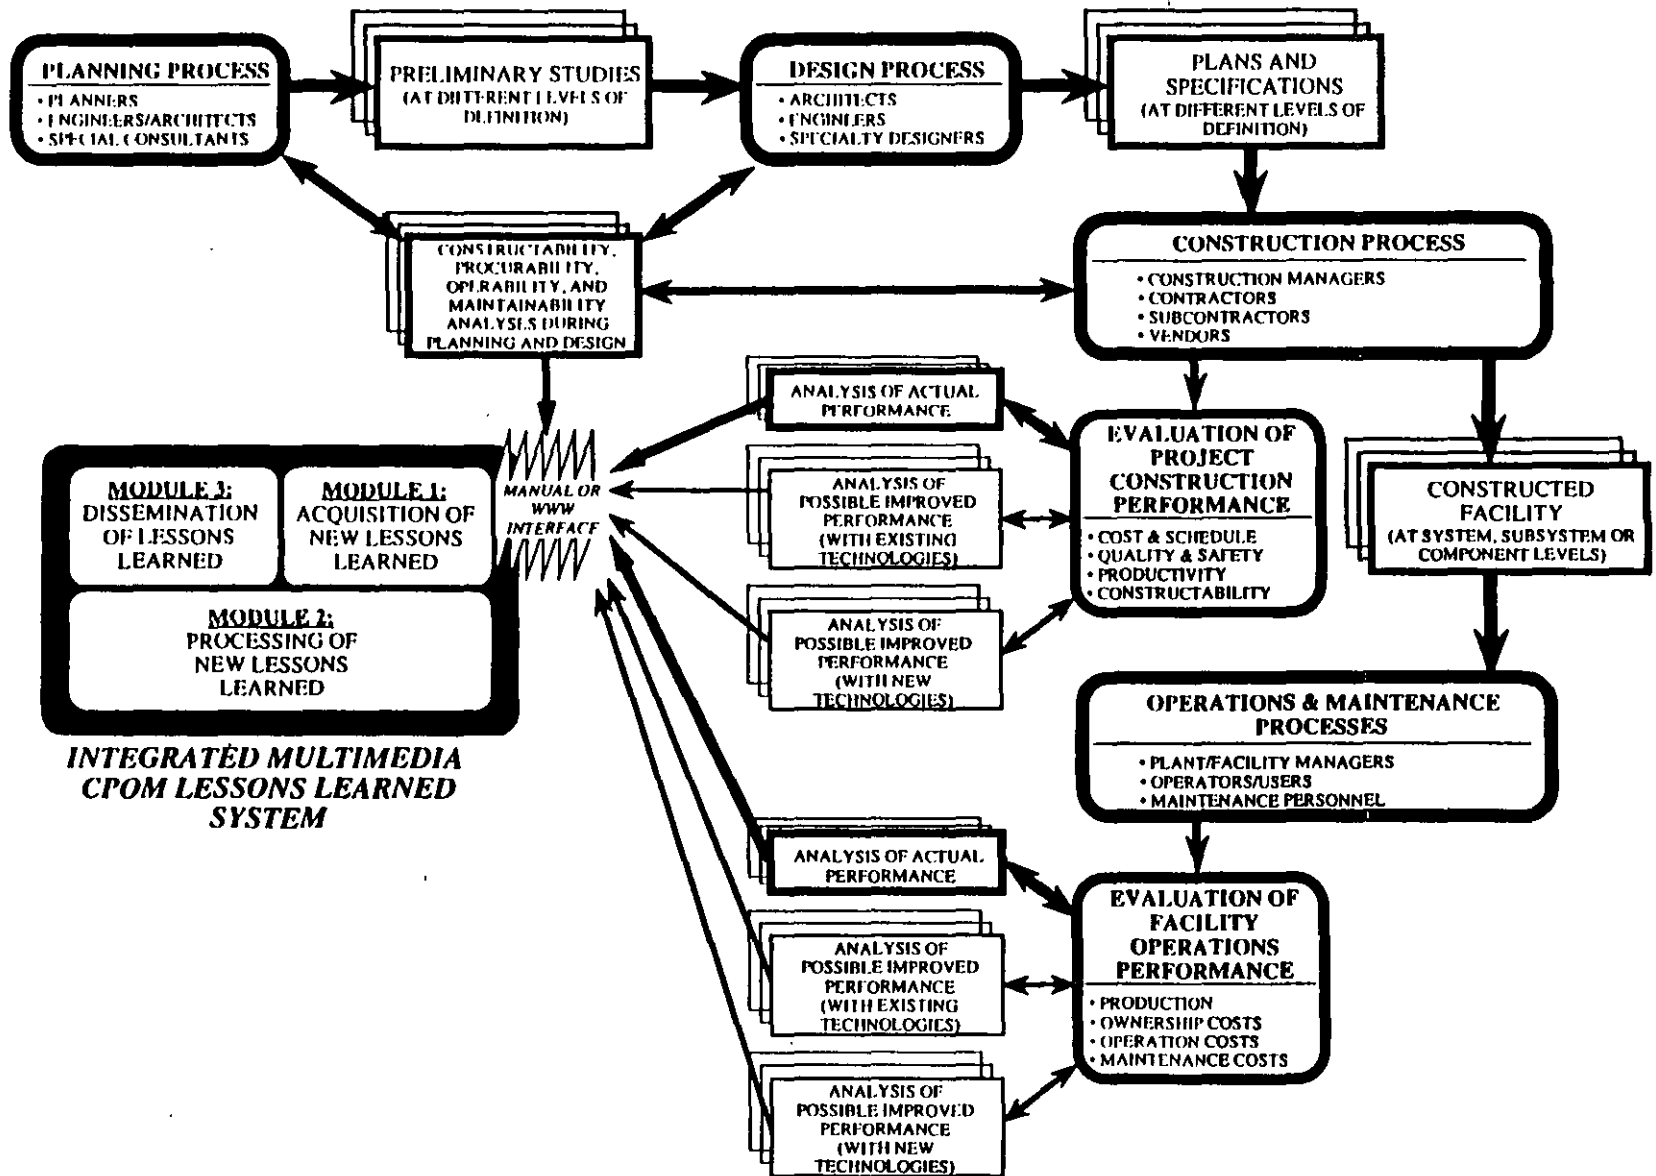 PLANNING PROCESS
• PLANNERS
• ENGINEERS/ARCHITECTS
• SPECIAL CONSULTANTS
PRELIMINARY STUDIES
(AT DIFFERENT LEVELS OF
DEFINITION)
DESIGN PROCESS
• ARCHITECTS
• ENGINEERS
• SPECIALTY DESIGNERS
PLANS AND
SPECIFICATIONS
(AT DIFFERENT LEVELS OF
DEFINITION)
CONSTRUCTABILITY,
PROCURABILITY,
OPERABILITY, AND
MAINTAINABILITY
ANALYSES DURING
PLANNING AND DESIGN
CONSTRUCTION PROCESS
• CONSTRUCTION MANAGERS
• CONTRACTORS
• SUBCONTRACTORS
• VENDORS
MODULE 3:
DISSEMINATION
OF LESSONS
LEARNED
MODULE 1:
ACQUISITION OF
NEW LESSONS
LEARNED
MODULE 2:
PROCESSING OF
NEW LESSONS
LEARNED
MANUAL OR
WWW
INTERFACE
INTEGRATED MULTIMEDIA
CPOM LESSONS LEARNED
SYSTEM
ANALYSIS OF ACTUAL
PERFORMANCE
ANALYSIS OF
POSSIBLE IMPROVED
PERFORMANCE
(WITH EXISTING
TECHNOLOGIES)
ANALYSIS OF
POSSIBLE IMPROVED
PERFORMANCE
(WITH NEW
TECHNOLOGIES)
EVALUATION OF
PROJECT
CONSTRUCTION
PERFORMANCE
• COST & SCHEDULE
• QUALITY & SAFETY
• PRODUCTIVITY
• CONSTRUCTABILITY
CONSTRUCTED
FACILITY
(AT SYSTEM, SUBSYSTEM OR
COMPONENT LEVELS)
OPERATIONS & MAINTENANCE
PROCESSES
• PLANT/FACILITY MANAGERS
• OPERATORS/USERS
• MAINTENANCE PERSONNEL
ANALYSIS OF ACTUAL
PERFORMANCE
ANALYSIS OF
POSSIBLE IMPROVED
PERFORMANCE
(WITH EXISTING
TECHNOLOGIES)
ANALYSIS OF
POSSIBLE IMPROVED
PERFORMANCE
(WITH NEW
TECHNOLOGIES)
EVALUATION OF
FACILITY
OPERATIONS
PERFORMANCE
• PRODUCTION
• OWNERSHIP COSTS
• OPERATION COSTS
• MAINTENANCE COSTS